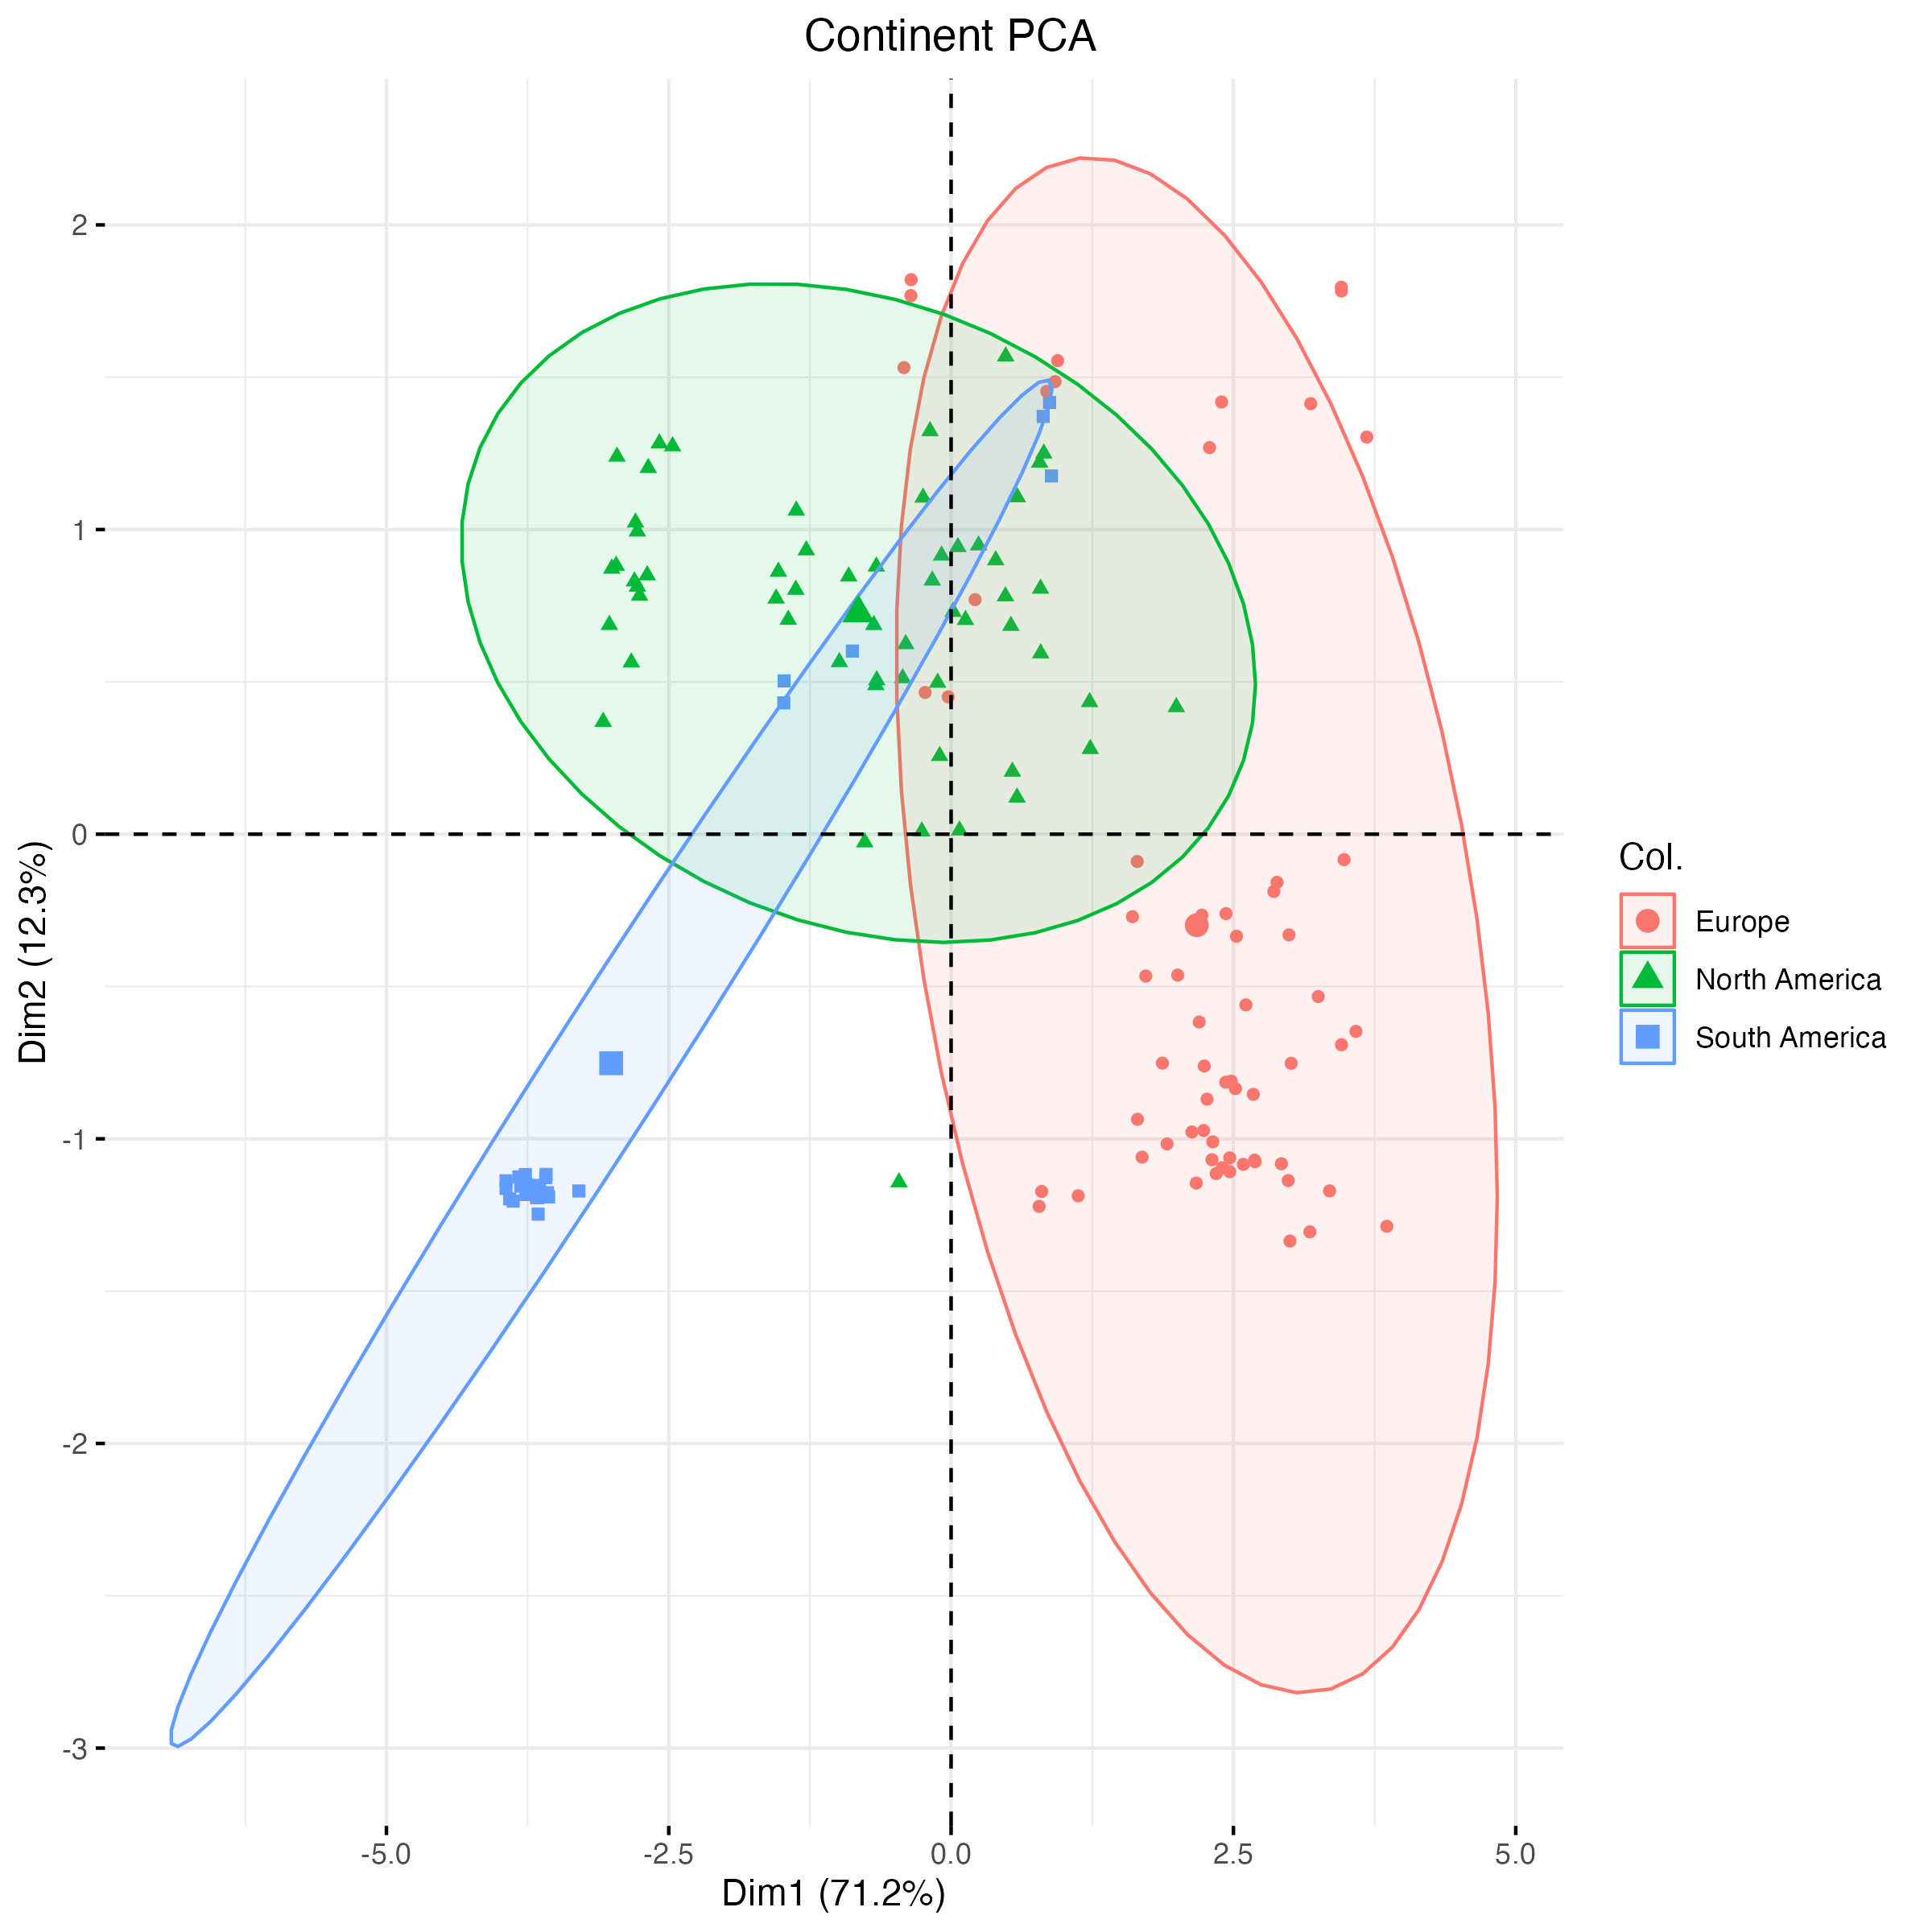 Continent PCA
2
1
0
-1
-2
-3
Dim2 (12.3%)
-5.0 -2.5 0.0 2.5 5.0
Dim1 (71.2%)
Col.
Europe
North America
South America